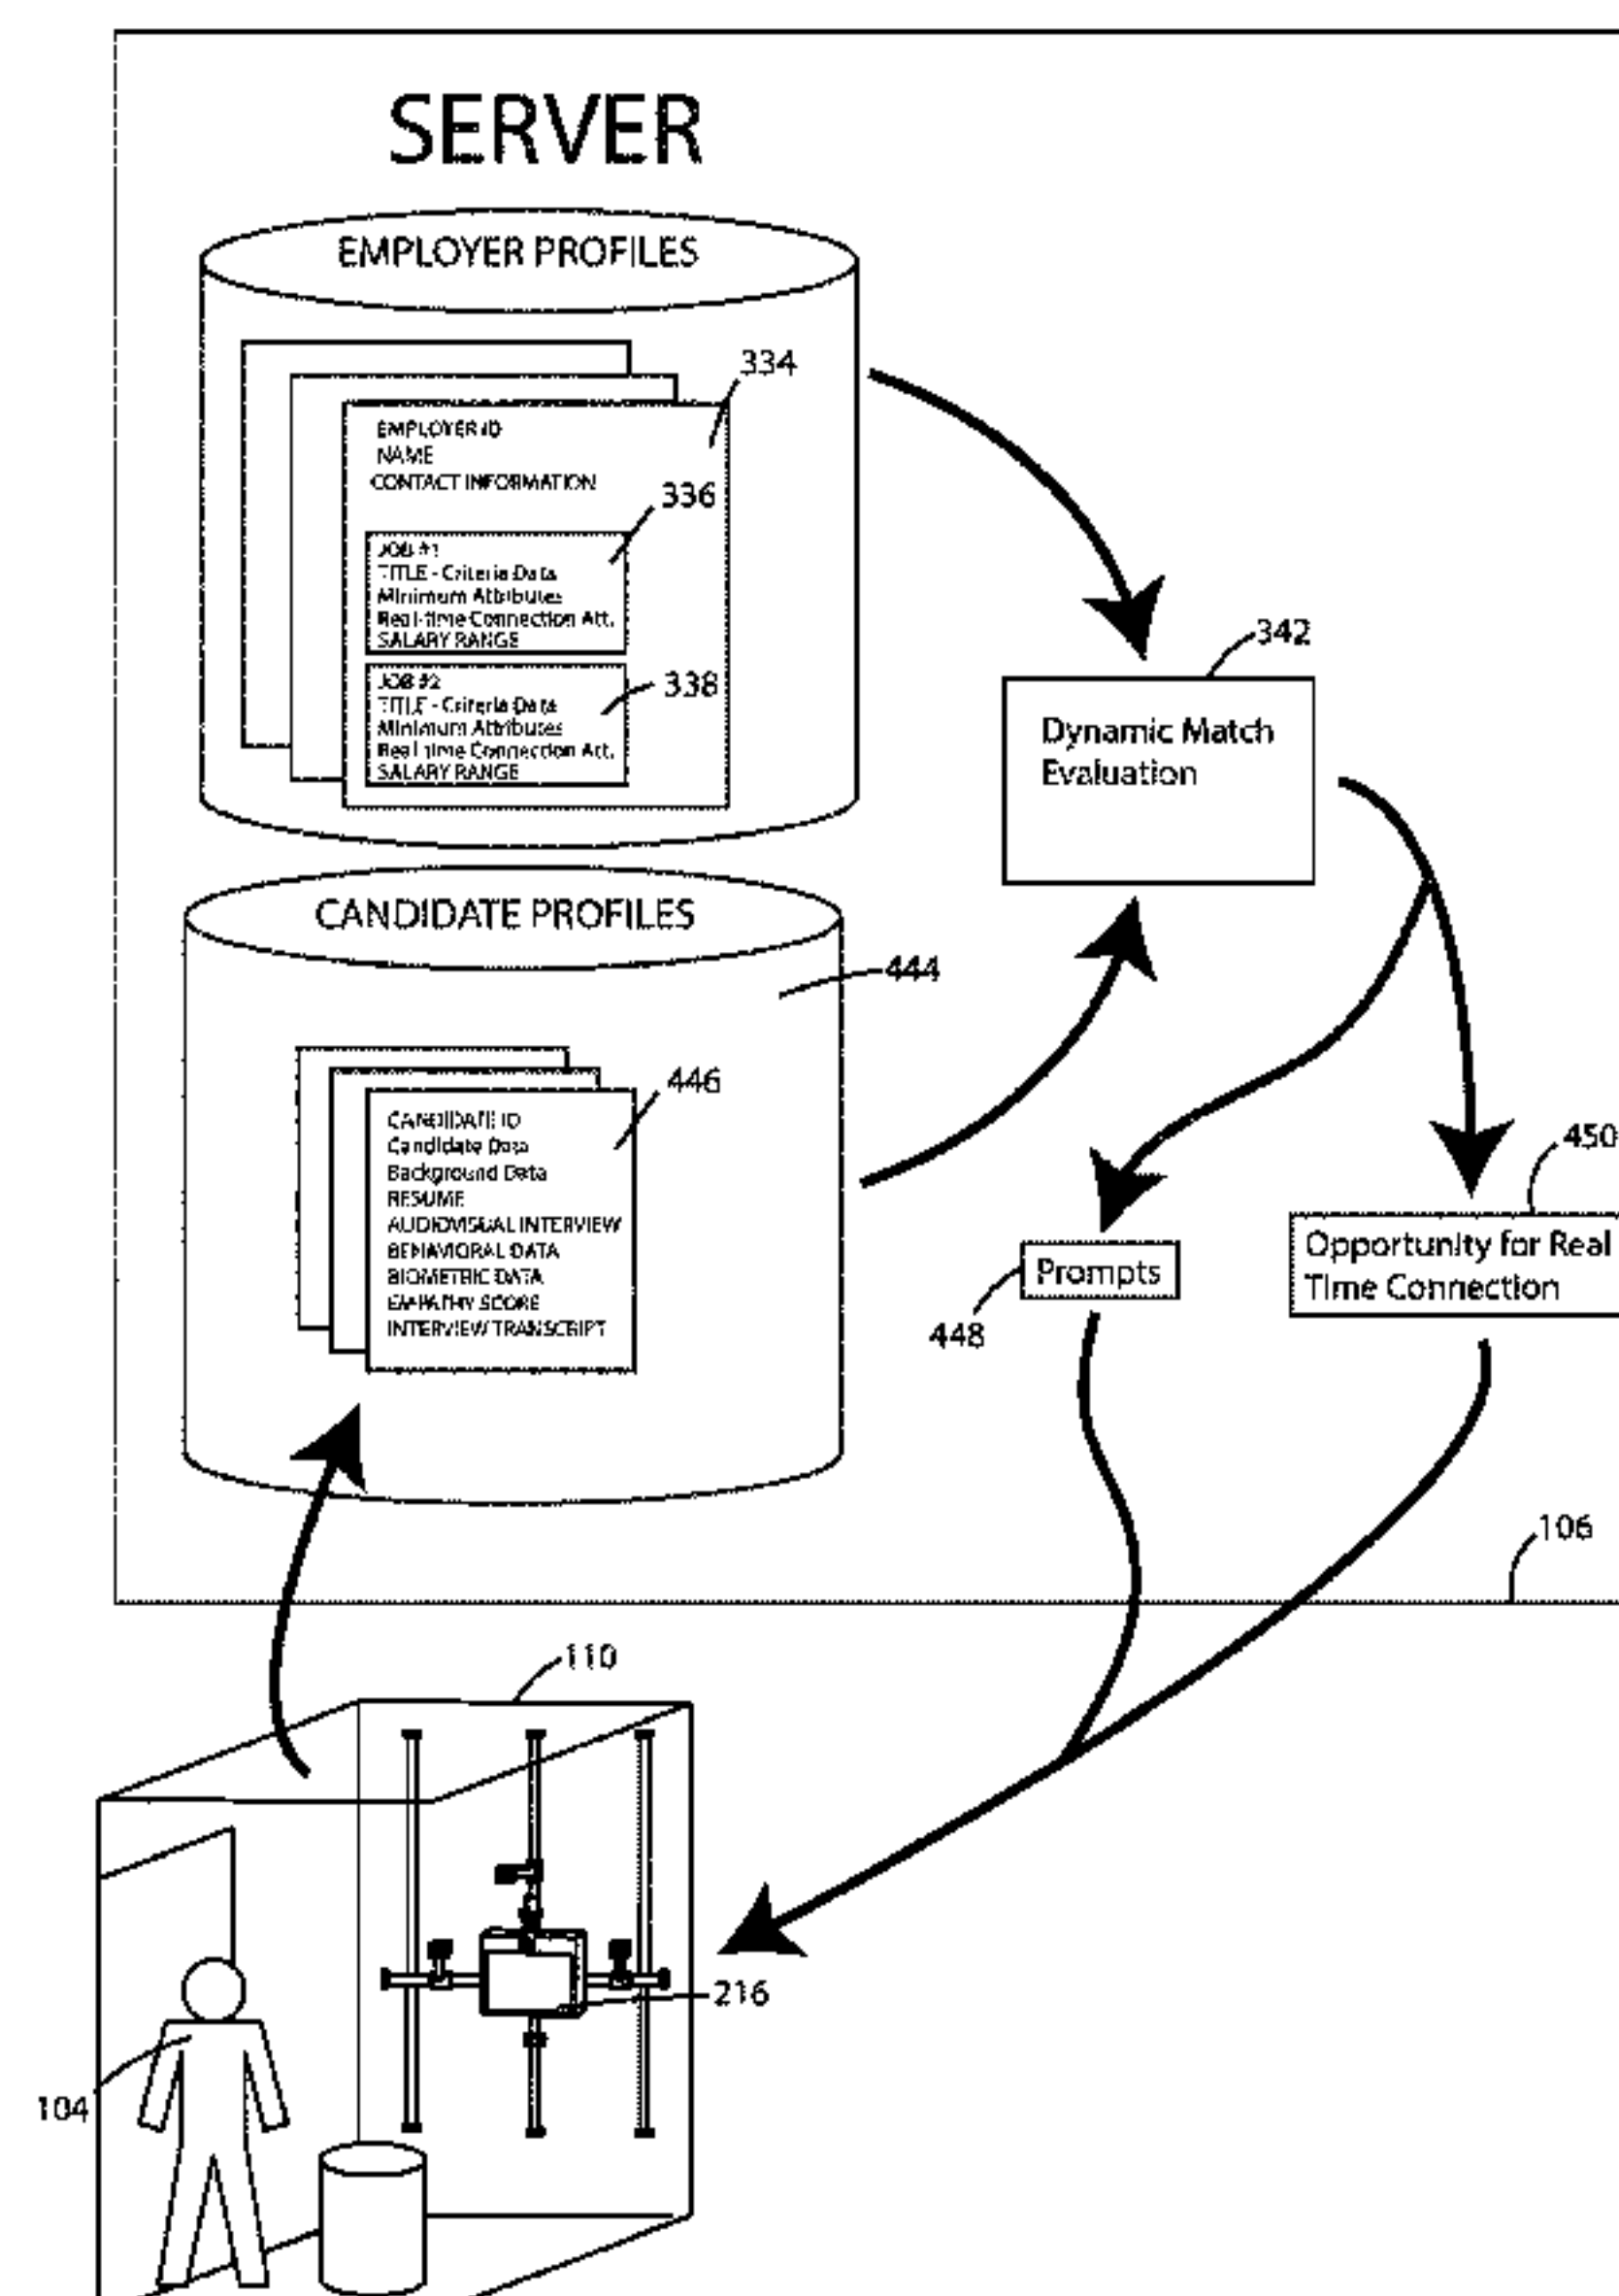 SERVER
EMPLOYER PROFILES
334
EMPLOYER ID
NAME
CONTACT INFORMATION
336
JOB #1
TITLE - Criteria Data
Minimum Attributes
Real-time Connection Att.
SALARY RANGE
338
JOB #2
TITLE - Criteria Data
Minimum Attributes
Real time Connection Att.
SALARY RANGE
342
Dynamic Match
Evaluation
CANDIDATE PROFILES
444
446
CANDIDATE ID
Candidate Data
Background Data
RESUME
AUDIOVISUAL INTERVIEW
BEHAVIORAL DATA
BIOMETRIC DATA
EMPATHY SCORE
INTERVIEW TRANSCRIPT
450
Opportunity for Real
Time Connection
Prompts
448
106
110
216
104